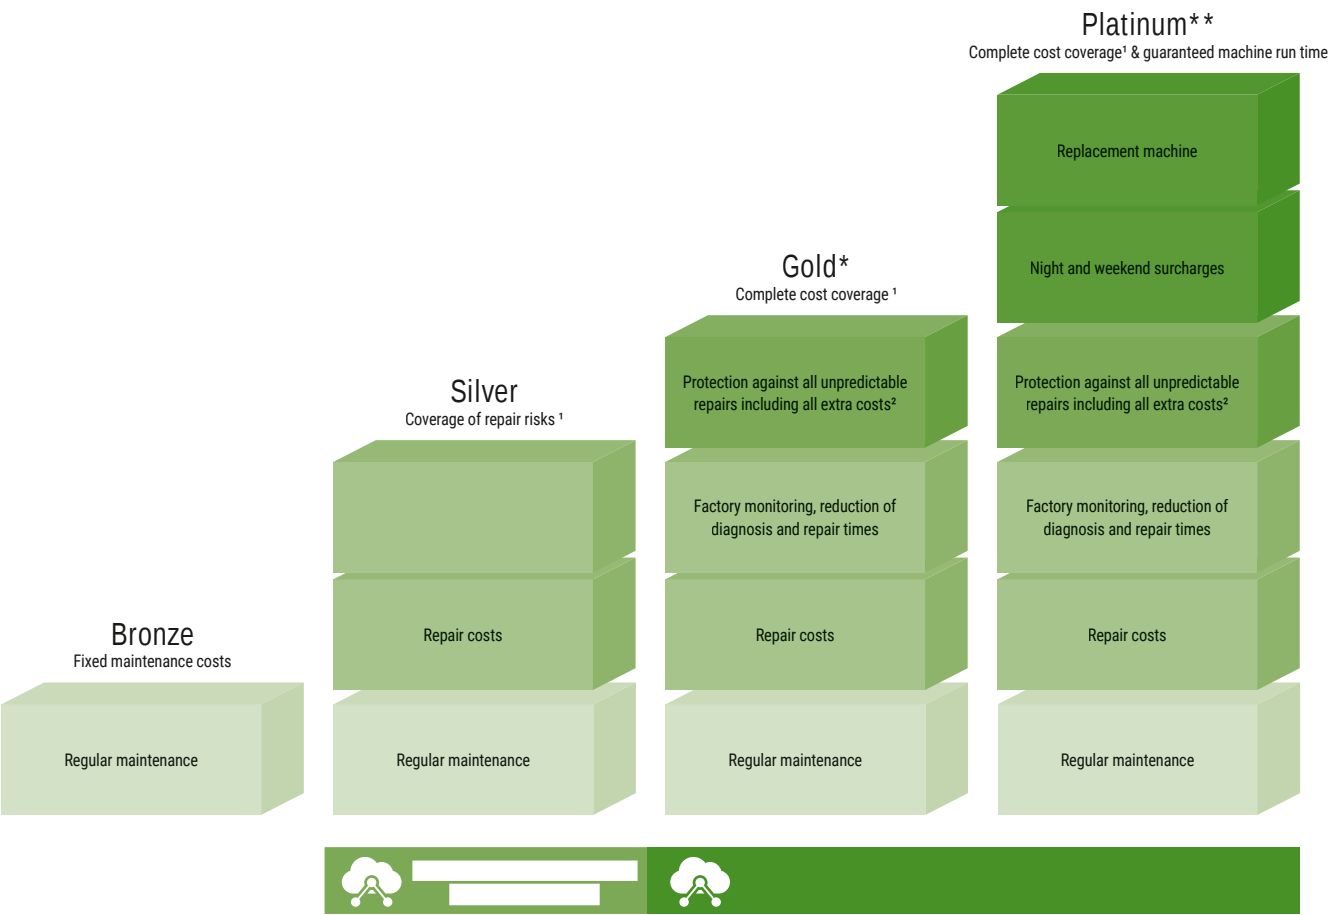 Platinum**
Complete cost coverage¹ & guaranteed machine run time
Replacement machine
Night and weekend surcharges
Gold*
Complete cost coverage ¹
Protection against all unpredictable
repairs including all extra costs²
Protection against all unpredictable
repairs including all extra costs²
Silver
Coverage of repair risks ¹
Factory monitoring, reduction of
diagnosis and repair times
Factory monitoring, reduction of
diagnosis and repair times
Bronze
Fixed maintenance costs
Repair costs
Repair costs
Repair costs
Regular maintenance
Regular maintenance
Regular maintenance
Regular maintenance